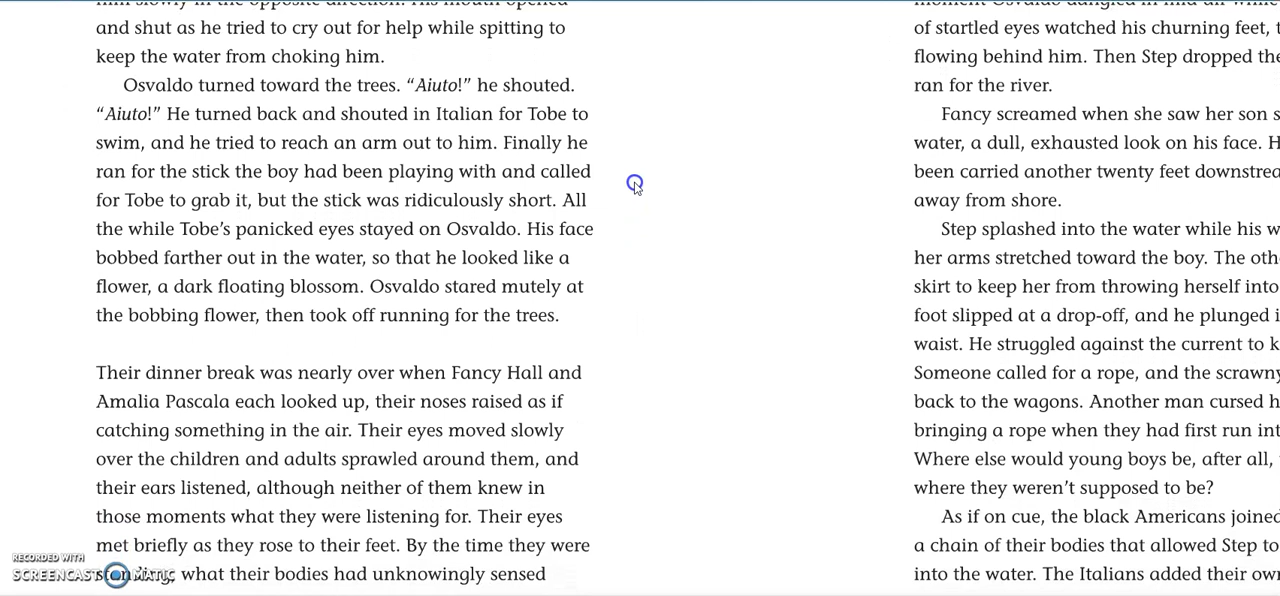 and shut as he tried to cry out for help while spitting to
keep the water from choking him.
Osvaldo turned toward the trees. “Aiuto!” he shouted.
“Aiuto!” He turned back and shouted in Italian for Tobe to
swim, and he tried to reach an arm out to him. Finally he
ran for the stick the boy had been playing with and called
for Tobe to grab it, but the stick was ridiculously short. All
the while Tobe’s panicked eyes stayed on Osvaldo. His face
bobbed farther out in the water, so that he looked like a
flower, a dark floating blossom. Osvaldo stared mutely at
the bobbing flower, then took off running for the trees.
Their dinner break was nearly over when Fancy Hall and
Amalia Pascala each looked up, their noses raised as if
catching something in the air. Their eyes moved slowly
over the children and adults sprawled around them, and
their ears listened, although neither of them knew in
those moments what they were listening for. Their eyes
met briefly as they rose to their feet. By the time they were
what their bodies had unknowingly sensed
of startled eyes watched his churning feet,
flowing behind him. Then Step dropped the
ran for the river.
Fancy screamed when she saw her son
water, a dull, exhausted look on his face.
been carried another twenty feet
away from shore.
Step splashed into the water while his
her arms stretched toward the boy. The
skirt to keep her from throwing herself into
foot slipped at a drop-off, and he plunged
waist. He struggled against the current to
Someone called for a rope, and the scrawny
back to the wagons. Another man cursed
bringing a rope when they had first run
Where else would young boys be, after all,
where they weren’t supposed to be?
As if on cue, the black Americans joined
a chain of their bodies that allowed Step to
into the water. The Italians added their
RECORDED WITH
SCREENCAST MATIC